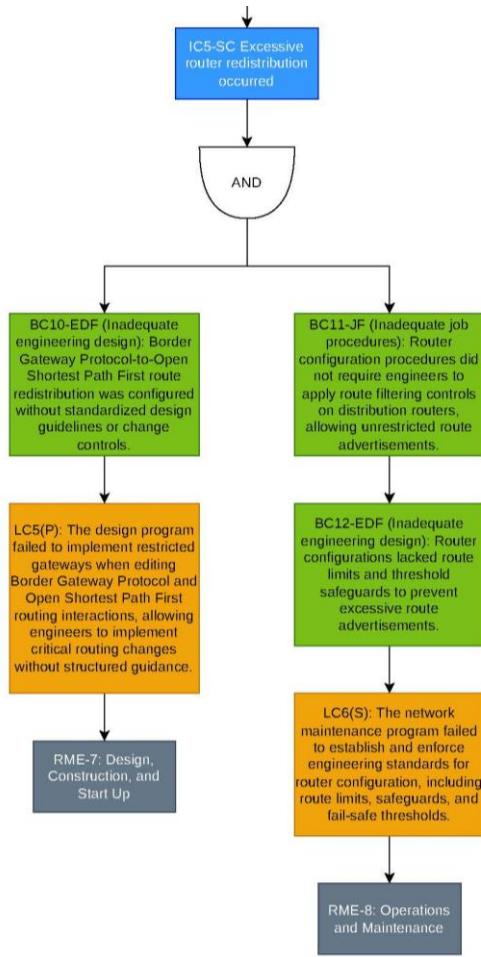 IC5-SC Excessive
router redistribution
occurred
AND
BC10-EDF (Inadequate
engineering design): Border
Gateway Protocol-to-Open
Shortest Path First route
redistribution was configured
without standardized design
guidelines or change
controls.
LC5(P): The design program
failed to implement restricted
gateways when editing
Border Gateway Protocol and
Open Shortest Path First
routing interactions, allowing
engineers to implement
critical routing changes
without structured guidance.
RME-7: Design,
Construction, and
Start Up
BC11-JF (Inadequate job
procedures): Router
configuration procedures did
not require engineers to
apply route filtering controls
on distribution routers,
allowing unrestricted route
advertisements.
BC12-EDF (Inadequate
engineering design): Router
configurations lacked route
limits and threshold
safeguards to prevent
excessive route
advertisements.
LC6(S): The network
maintenance program failed
to establish and enforce
engineering standards for
router configuration, including
route limits, safeguards, and
fail-safe thresholds.
RME-8: Operations
and Maintenance